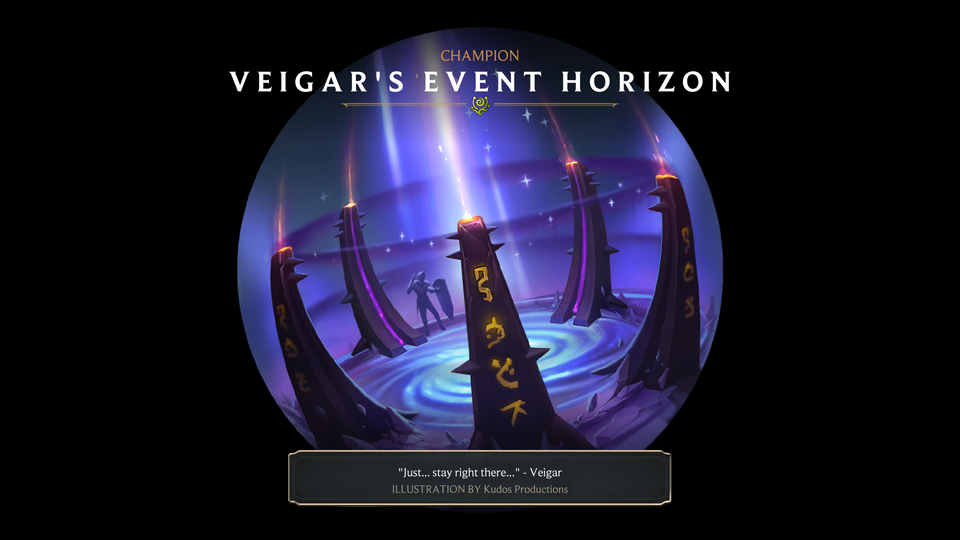 CHAMPION
VEIGAR'S EVENT HORIZON
"Just... stay right there..." - Veigar
ILLUSTRATION BY Kudos Productions